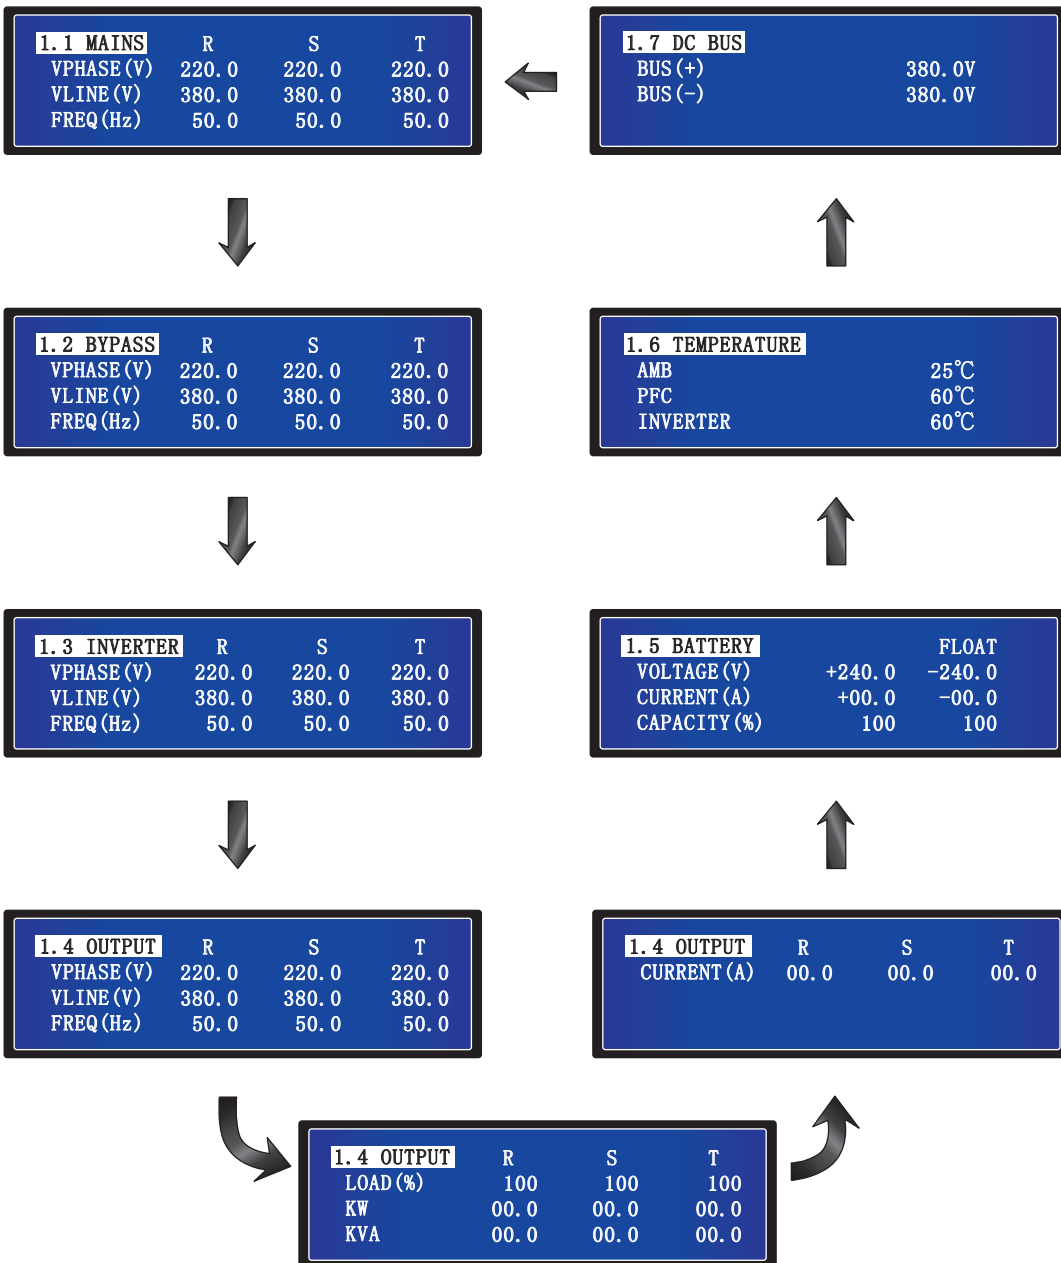 1.1 MAINS R S T
VPHASE(V) 220.0 220.0 220.0
VLINE(V) 380.0 380.0 380.0
FREQ(Hz) 50.0 50.0 50.0
1.2 BYPASS R S T
VPHASE(V) 220.0 220.0 220.0
VLINE(V) 380.0 380.0 380.0
FREQ(Hz) 50.0 50.0 50.0
1.3 INVERTER R S T
VPHASE(V) 220.0 220.0 220.0
VLINE(V) 380.0 380.0 380.0
FREQ(Hz) 50.0 50.0 50.0
1.4 OUTPUT R S T
VPHASE(V) 220.0 220.0 220.0
VLINE(V) 380.0 380.0 380.0
FREQ(Hz) 50.0 50.0 50.0
1.4 OUTPUT R S T
LOAD(%) 100 100 100
KW 00.0 00.0 00.0
KVA 00.0 00.0 00.0
1.4 OUTPUT R S T
CURRENT(A) 00.0 00.0 00.0
1.5 BATTERY FLOAT
VOLTAGE(V) +240.0 -240.0
CURRENT(A) +00.0 -00.0
CAPACITY(%) 100 100
1.6 TEMPERATURE
AMB 25℃
PFC 60℃
INVERTER 60℃
1.7 DC BUS
BUS(+) 380.0V
BUS(-) 380.0V